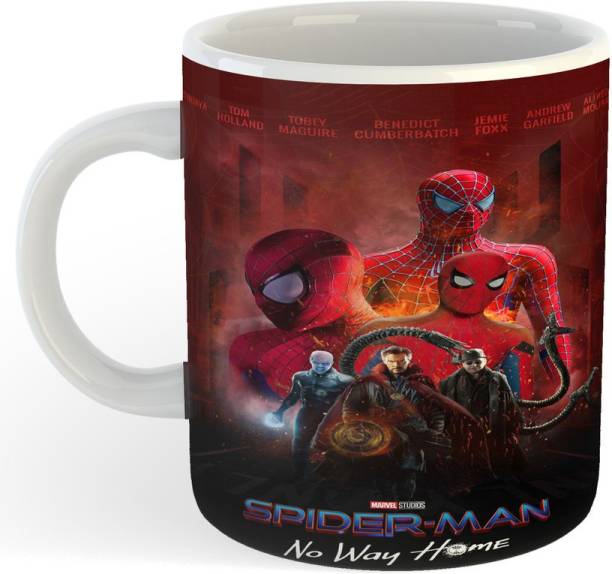 TOM HOLLAND
TOBEY MAGUIRE
BENEDICT CUMBERBATCH
JEMIE FOXX
ANDREW GARFIELD
MARVEL STUDIOS
SPIDER-MAN
No Way Home